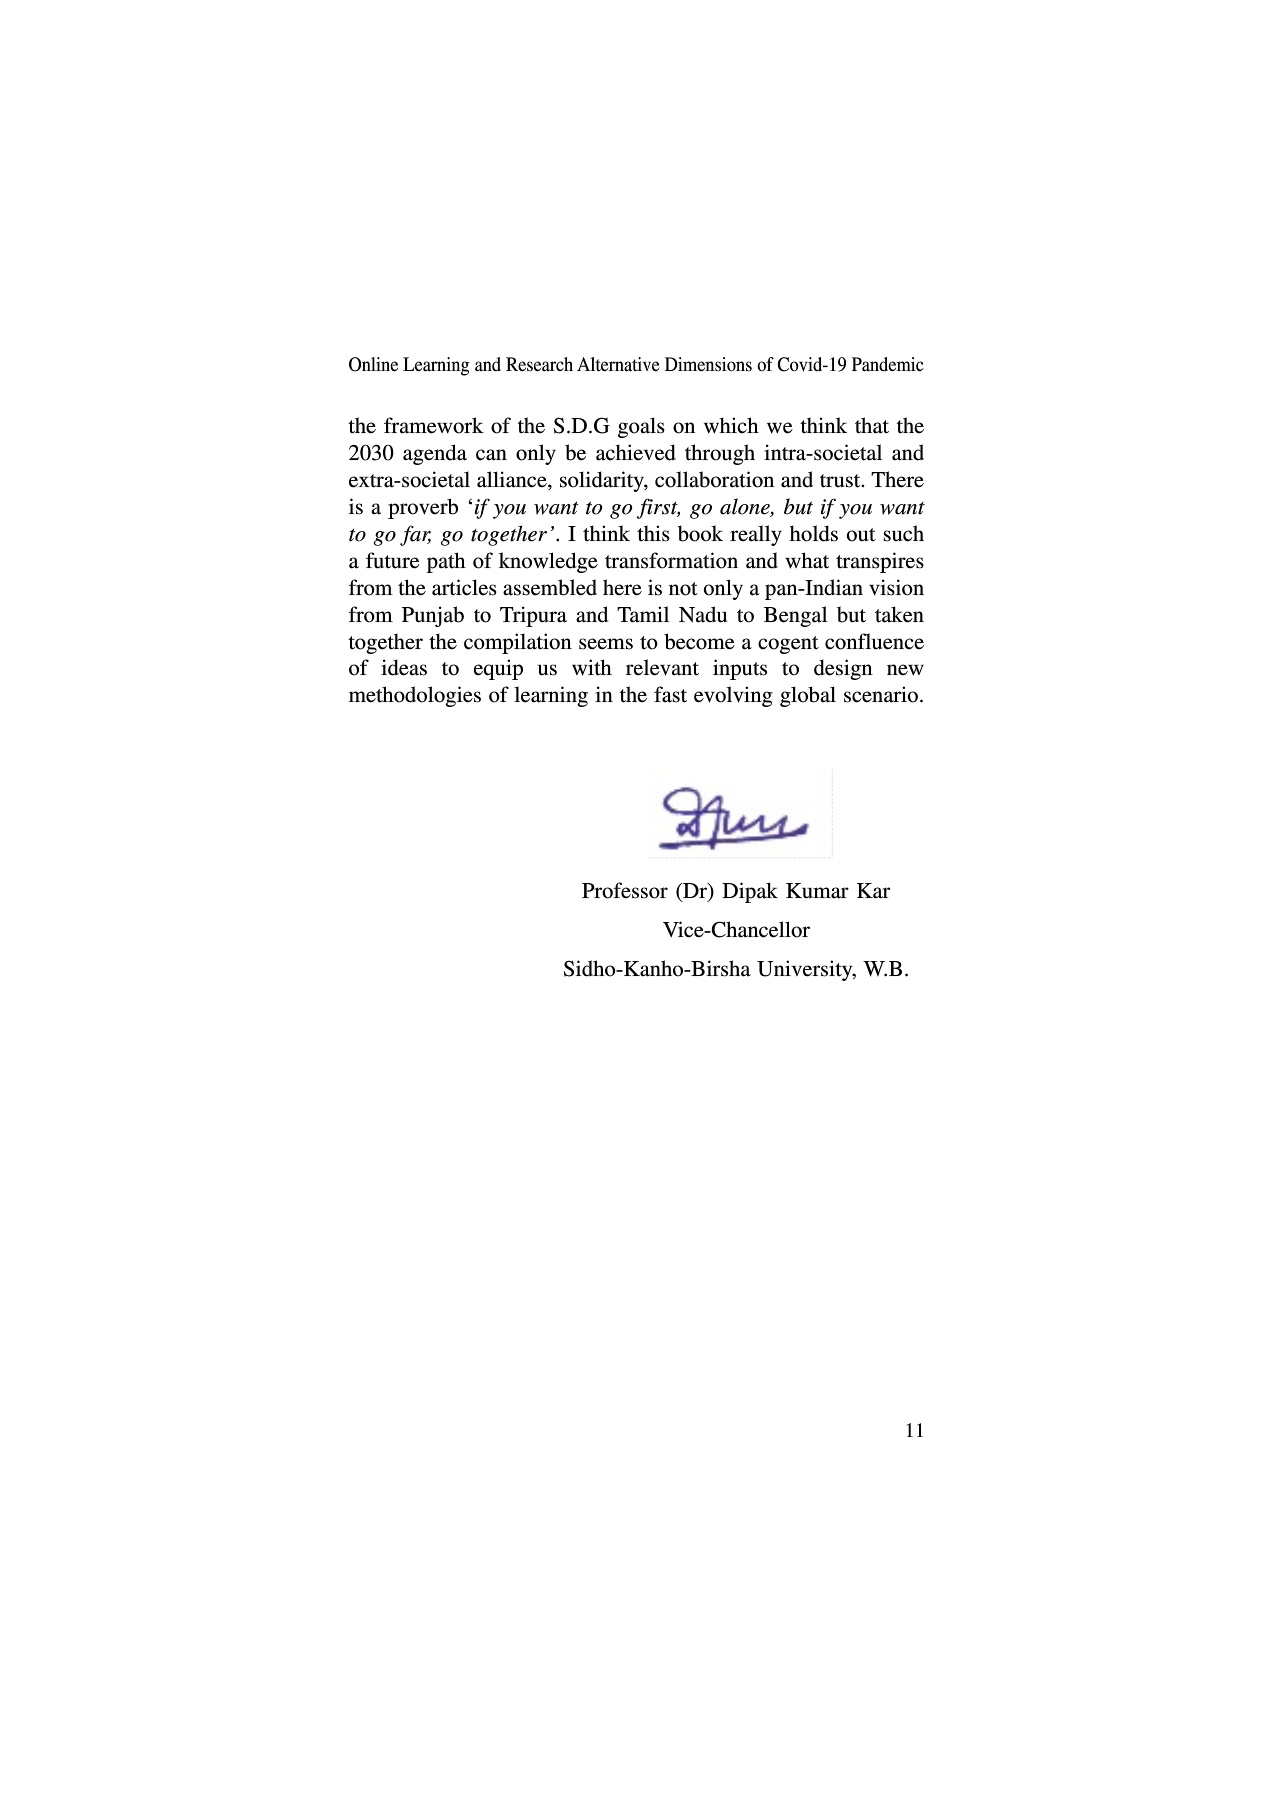 Online Learning and Research Alternative Dimensions of Covid-19 Pandemic
the framework of the S.D.G goals on which we think that the
2030 agenda can only be achieved through intra-societal and
extra-societal alliance, solidarity, collaboration and trust. There
is a proverb ‘if you want to go first, go alone, but if you want
to go far, go together’. I think this book really holds out such
a future path of knowledge transformation and what transpires
from the articles assembled here is not only a pan-Indian vision
from Punjab to Tripura and Tamil Nadu to Bengal but taken
together the compilation seems to become a cogent confluence
of ideas to equip us with relevant inputs to design new
methodologies of learning in the fast evolving global scenario.
Professor (Dr) Dipak Kumar Kar
Vice-Chancellor
Sidho-Kanho-Birsha University, W.B.
11